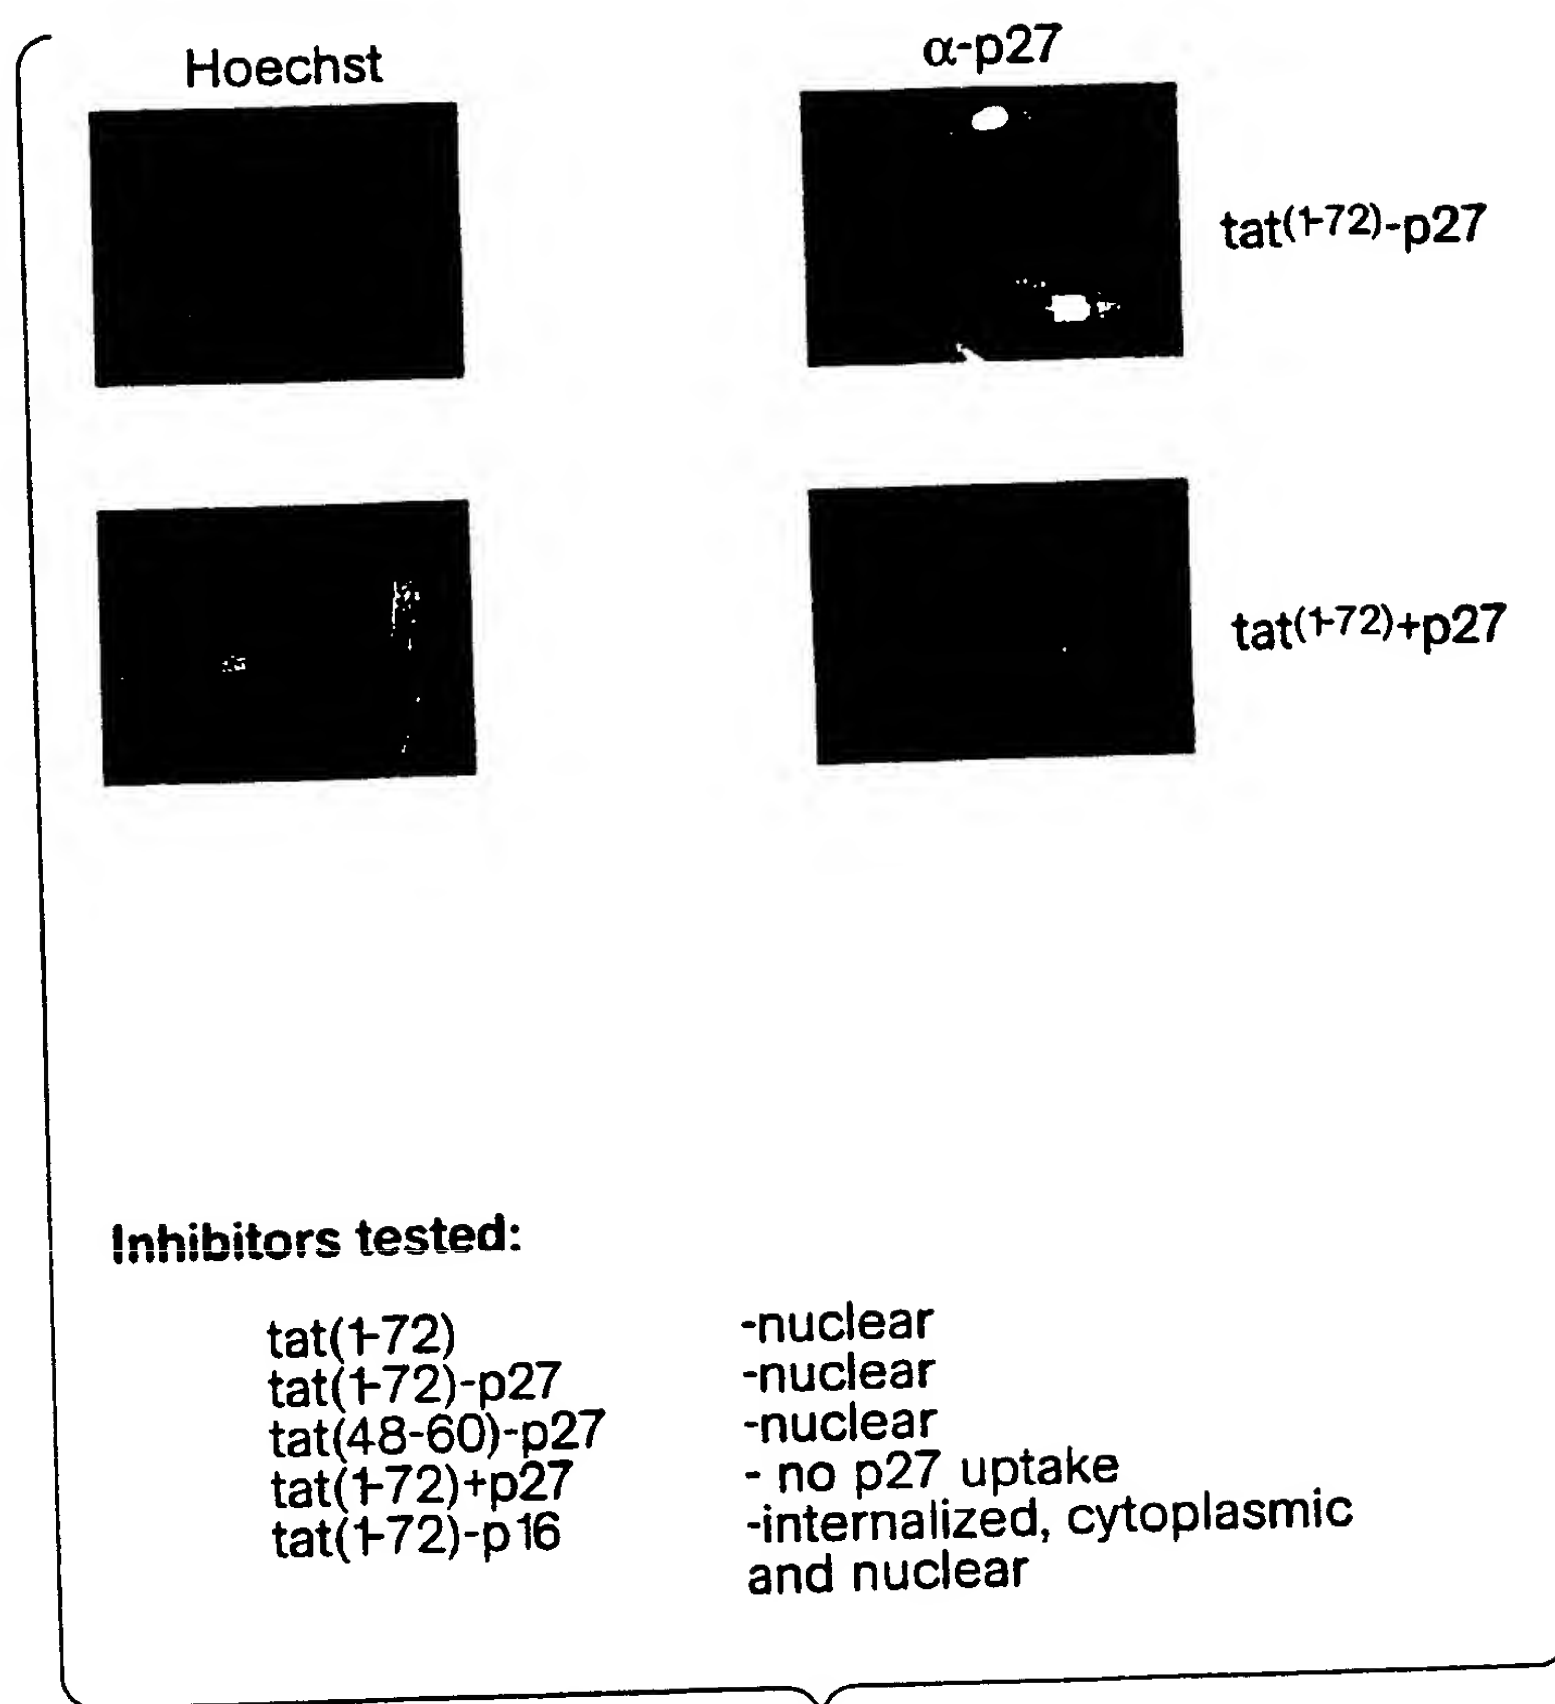 Hoechst
α-p27
tat(1-72)-p27
tat(1-72)+p27
Inhibitors tested:
tat(1-72) -nuclear
tat(1-72)-p27 -nuclear
tat(48-60)-p27 -nuclear
tat(1-72)+p27 - no p27 uptake
tat(1-72)-p16 -internalized, cytoplasmic
and nuclear